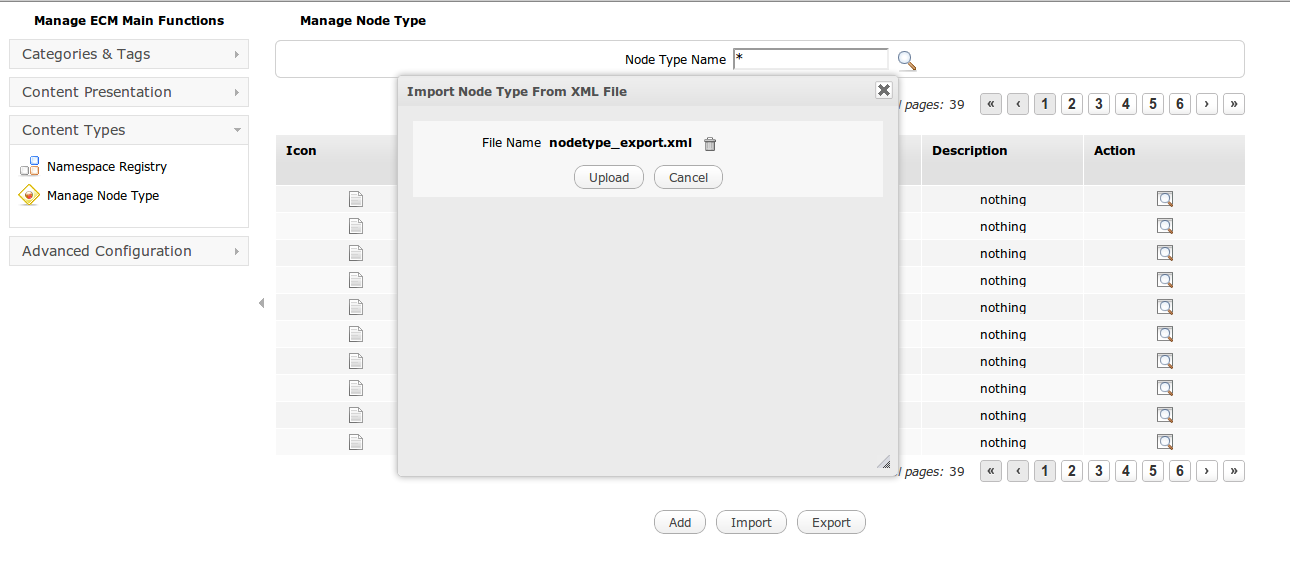 Manage ECM Main Functions
Categories & Tags
Content Presentation
Content Types
Namespace Registry
Manage Node Type
Advanced Configuration
Manage Node Type
Node Type Name *
pages: 39 « ‹ 1 2 3 4 5 6 › »
Icon Description Action
nothing
nothing
nothing
nothing
nothing
nothing
nothing
nothing
nothing
nothing
pages: 39 « ‹ 1 2 3 4 5 6 › »
Add Import Export
Import Node Type From XML File
File Name nodetype_export.xml
Upload Cancel